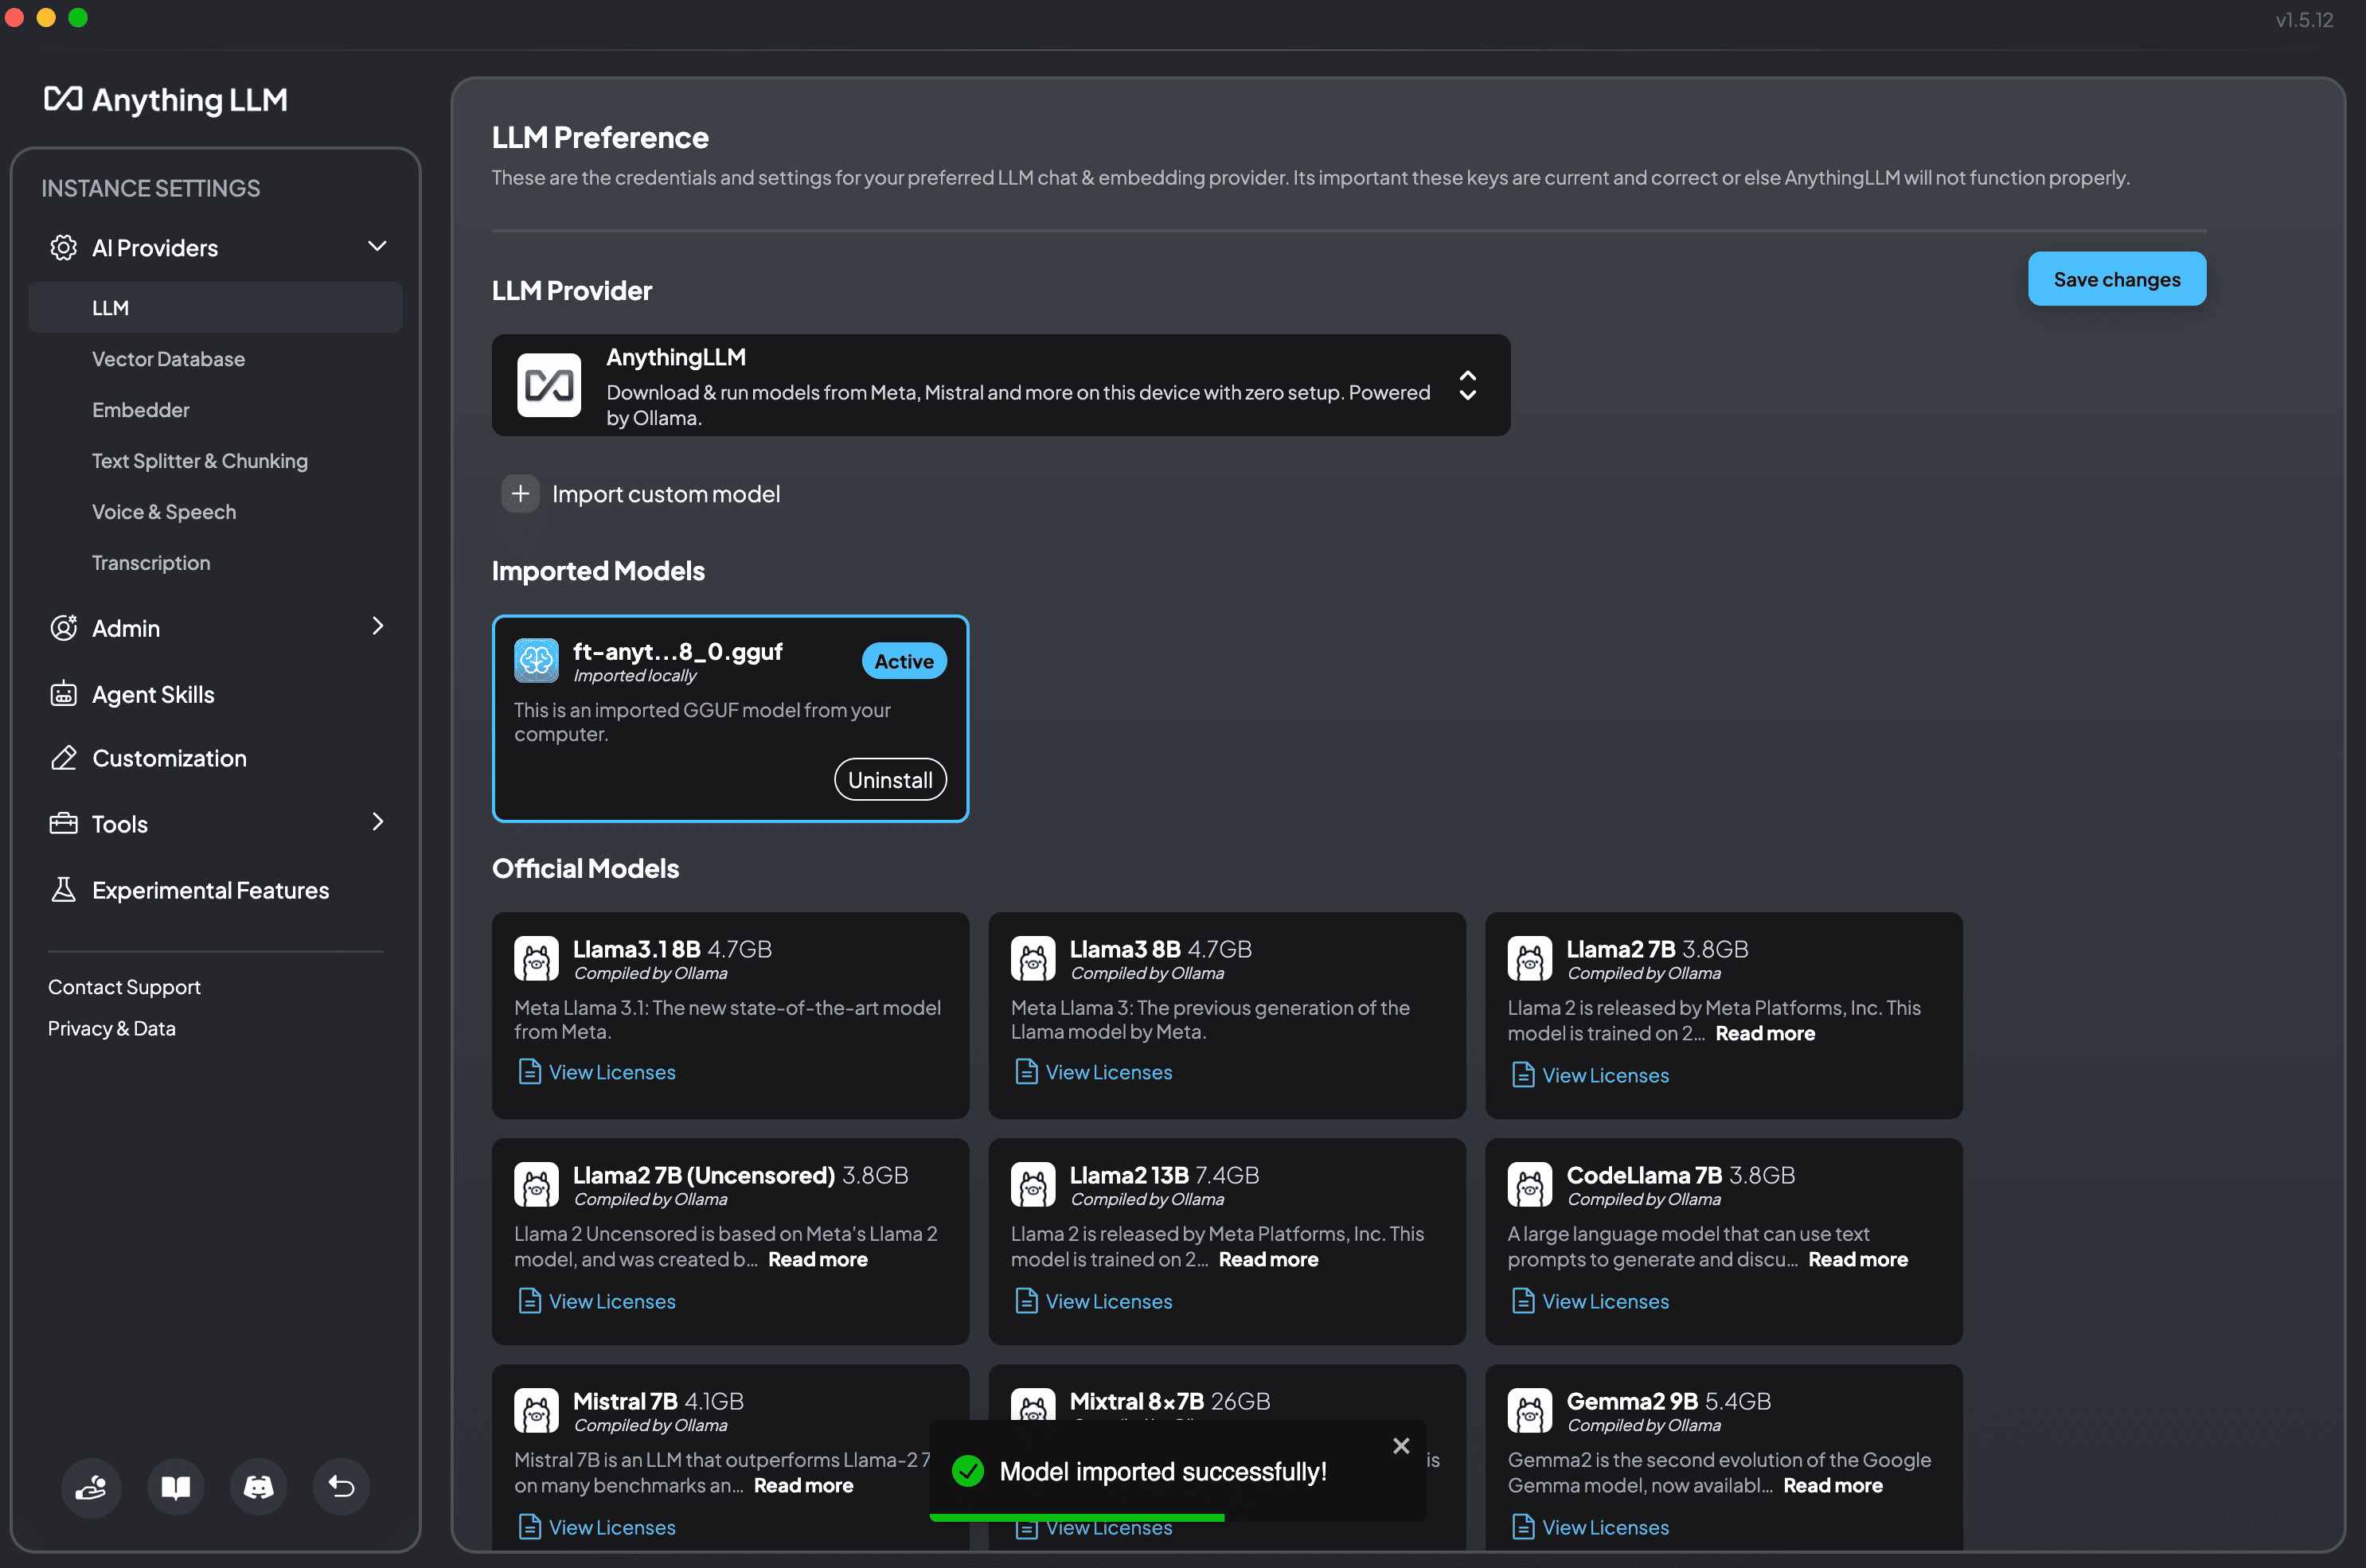 v1.5.12
Anything LLM
INSTANCE SETTINGS
AI Providers
LLM
Vector Database
Embedder
Text Splitter & Chunking
Voice & Speech
Transcription
Admin
Agent Skills
Customization
Tools
Experimental Features
Contact Support
Privacy & Data
LLM Preference
These are the credentials and settings for your preferred LLM chat & embedding provider. Its important these keys are current and correct or else AnythingLLM will not function properly.
Save changes
LLM Provider
AnythingLLM
Download & run models from Meta, Mistral and more on this device with zero setup. Powered
by Ollama.
Import custom model
Imported Models
ft-anyt...8_0.gguf
Active
Imported locally
This is an imported GGUF model from your
computer.
Uninstall
Official Models
Llama3.1 8B 4.7GB
Compiled by Ollama
Meta Llama 3.1: The new state-of-the-art model
from Meta.
View Licenses
Llama3 8B 4.7GB
Compiled by Ollama
Meta Llama 3: The previous generation of the
Llama model by Meta.
View Licenses
Llama2 7B 3.8GB
Compiled by Ollama
Llama 2 is released by Meta Platforms, Inc. This
model is trained on 2... Read more
View Licenses
Llama2 7B (Uncensored) 3.8GB
Compiled by Ollama
Llama 2 Uncensored is based on Meta's Llama 2
model, and was created b... Read more
View Licenses
Llama2 13B 7.4GB
Compiled by Ollama
Llama 2 is released by Meta Platforms, Inc. This
model is trained on 2... Read more
View Licenses
CodeLlama 7B 3.8GB
Compiled by Ollama
A large language model that can use text
prompts to generate and discu... Read more
View Licenses
Mistral 7B 4.1GB
Compiled by Ollama
Mistral 7B is an LLM that outperforms Llama-2 7
on many benchmarks an... Read more
View Licenses
Mixtral 8x7B 26GB
is
View Licenses
Gemma2 9B 5.4GB
Compiled by Ollama
Gemma2 is the second evolution of the Google
Gemma model, now availabl... Read more
View Licenses
Model imported successfully!